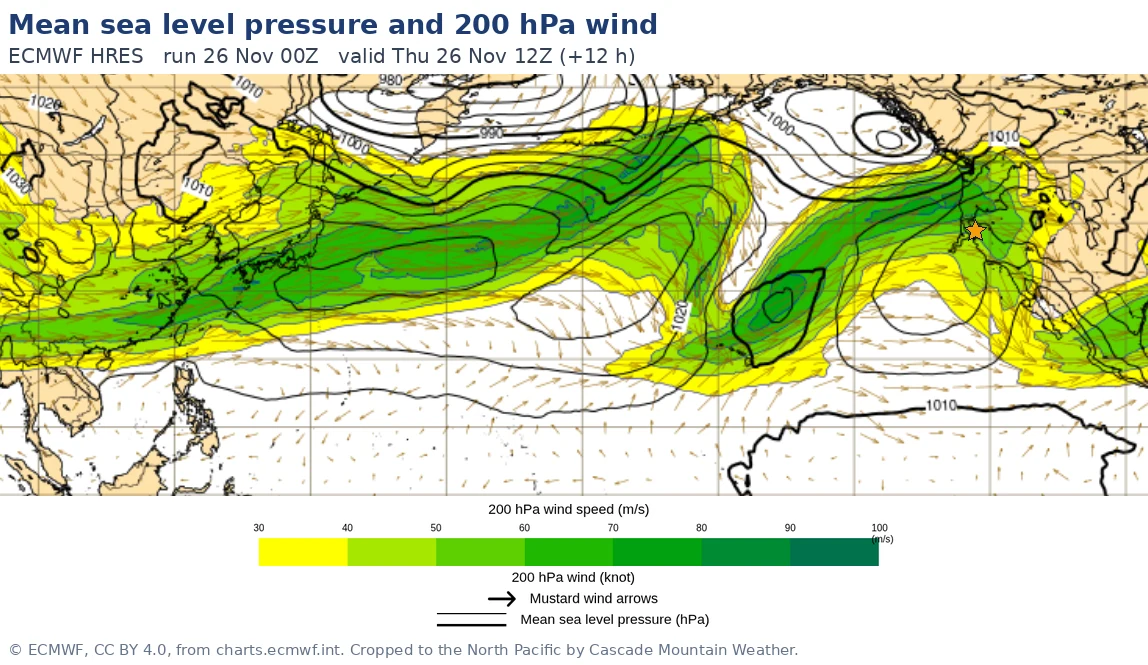 Mean sea level pressure and 200 hPa wind
ECMWF HRES run 26 Nov 00Z valid Thu 26 Nov 12Z (+12 h)
980
1010
1020
990
1000
1000
1010
1030
1010
1020
1010
200 hPa wind speed (m/s)
30 40 50 60 70 80 90 100
(m/s)
200 hPa wind (knot)
Mustard wind arrows
Mean sea level pressure (hPa)
© ECMWF, CC BY 4.0, from charts.ecmwf.int. Cropped to the North Pacific by Cascade Mountain Weather.